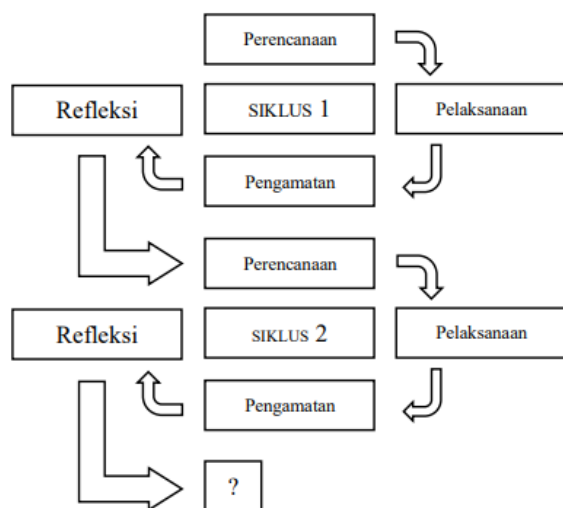 Perencanaan
Refleksi
SIKLUS 1
Pelaksanaan
Pengamatan
Perencanaan
Refleksi
SIKLUS 2
Pelaksanaan
Pengamatan
?